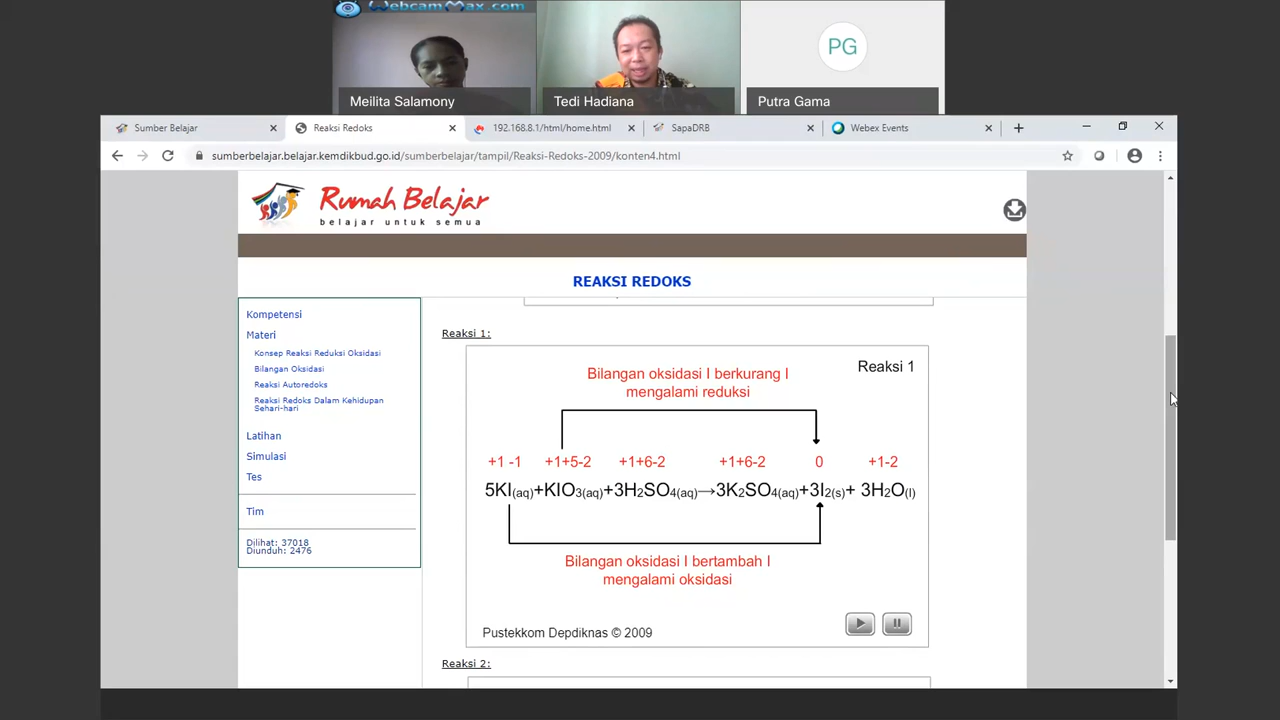 WebcamMax.com
PG
Meilita Salamony
Tedi Hadiana
Putra Gama
Sumber Belajar
Reaksi Redoks
192.168.8.1/html/home.html
SapaDRB
Webex Events
sumberbelajar.belajar.kemdikbud.go.id/sumberbelajar/tampil/Reaksi-Redoks-2009/konten4.html
Rumah Belajar
belajar untuk semua
REAKSI REDOKS
Kompetensi
Materi
Konsep Reaksi Reduksi Oksidasi
Bilangan Oksidasi
Reaksi Autoredoks
Reaksi Redoks Dalam Kehidupan
Sehari-hari
Latihan
Simulasi
Tes
Tim
Dilihat: 37018
Diunduh: 2476
Reaksi 1:
Reaksi 1
Bilangan oksidasi I berkurang I
mengalami reduksi
+1 -1 +1+5-2 +1+6-2 +1+6-2 0 +1-2
5KI(aq)+KIO3(aq)+3H2SO4(aq)→3K2SO4(aq)+3I2(s)+ 3H2O(l)
Bilangan oksidasi I bertambah I
mengalami oksidasi
Pustekkom Depdiknas © 2009
Reaksi 2: